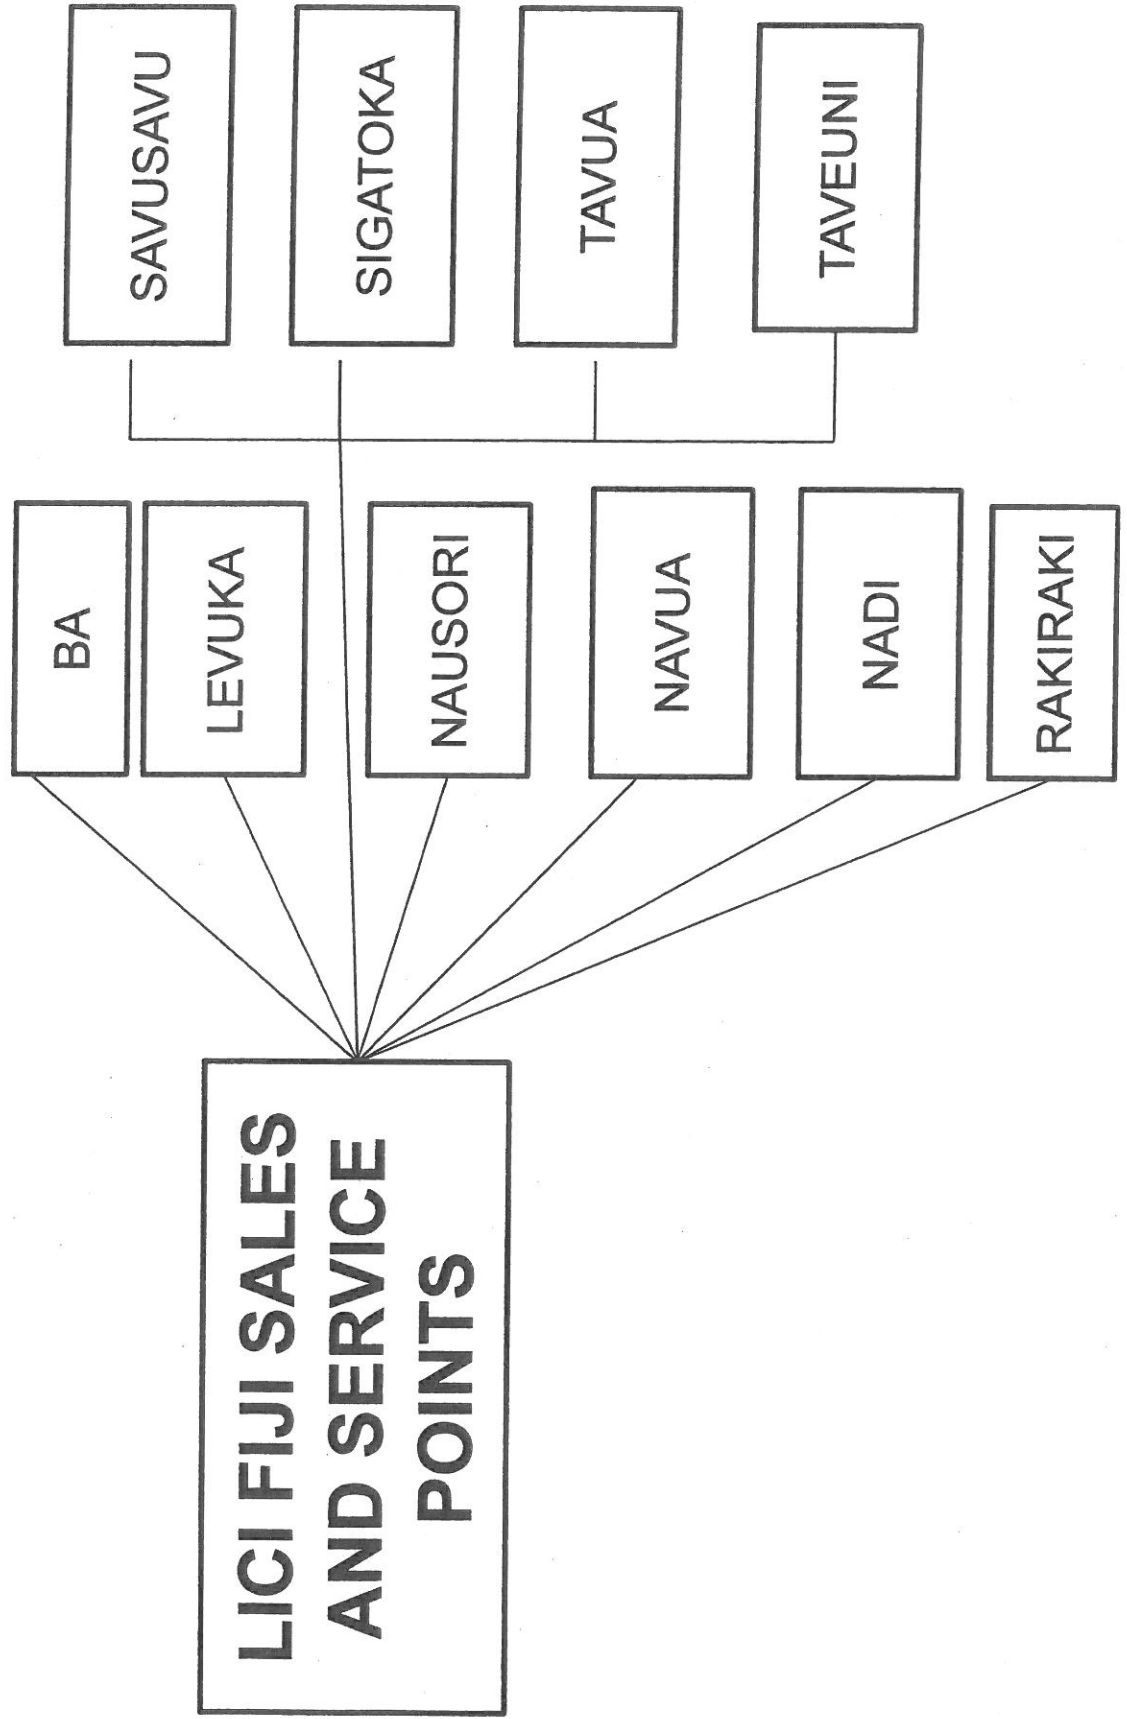 LICI FIJI SALES
AND SERVICE
POINTS
BA
LEVUKA
NAUSORI
NAVUA
NADI
RAKIRAKI
SAVUSAVU
SIGATOKA
TAVUA
TAVEUNI